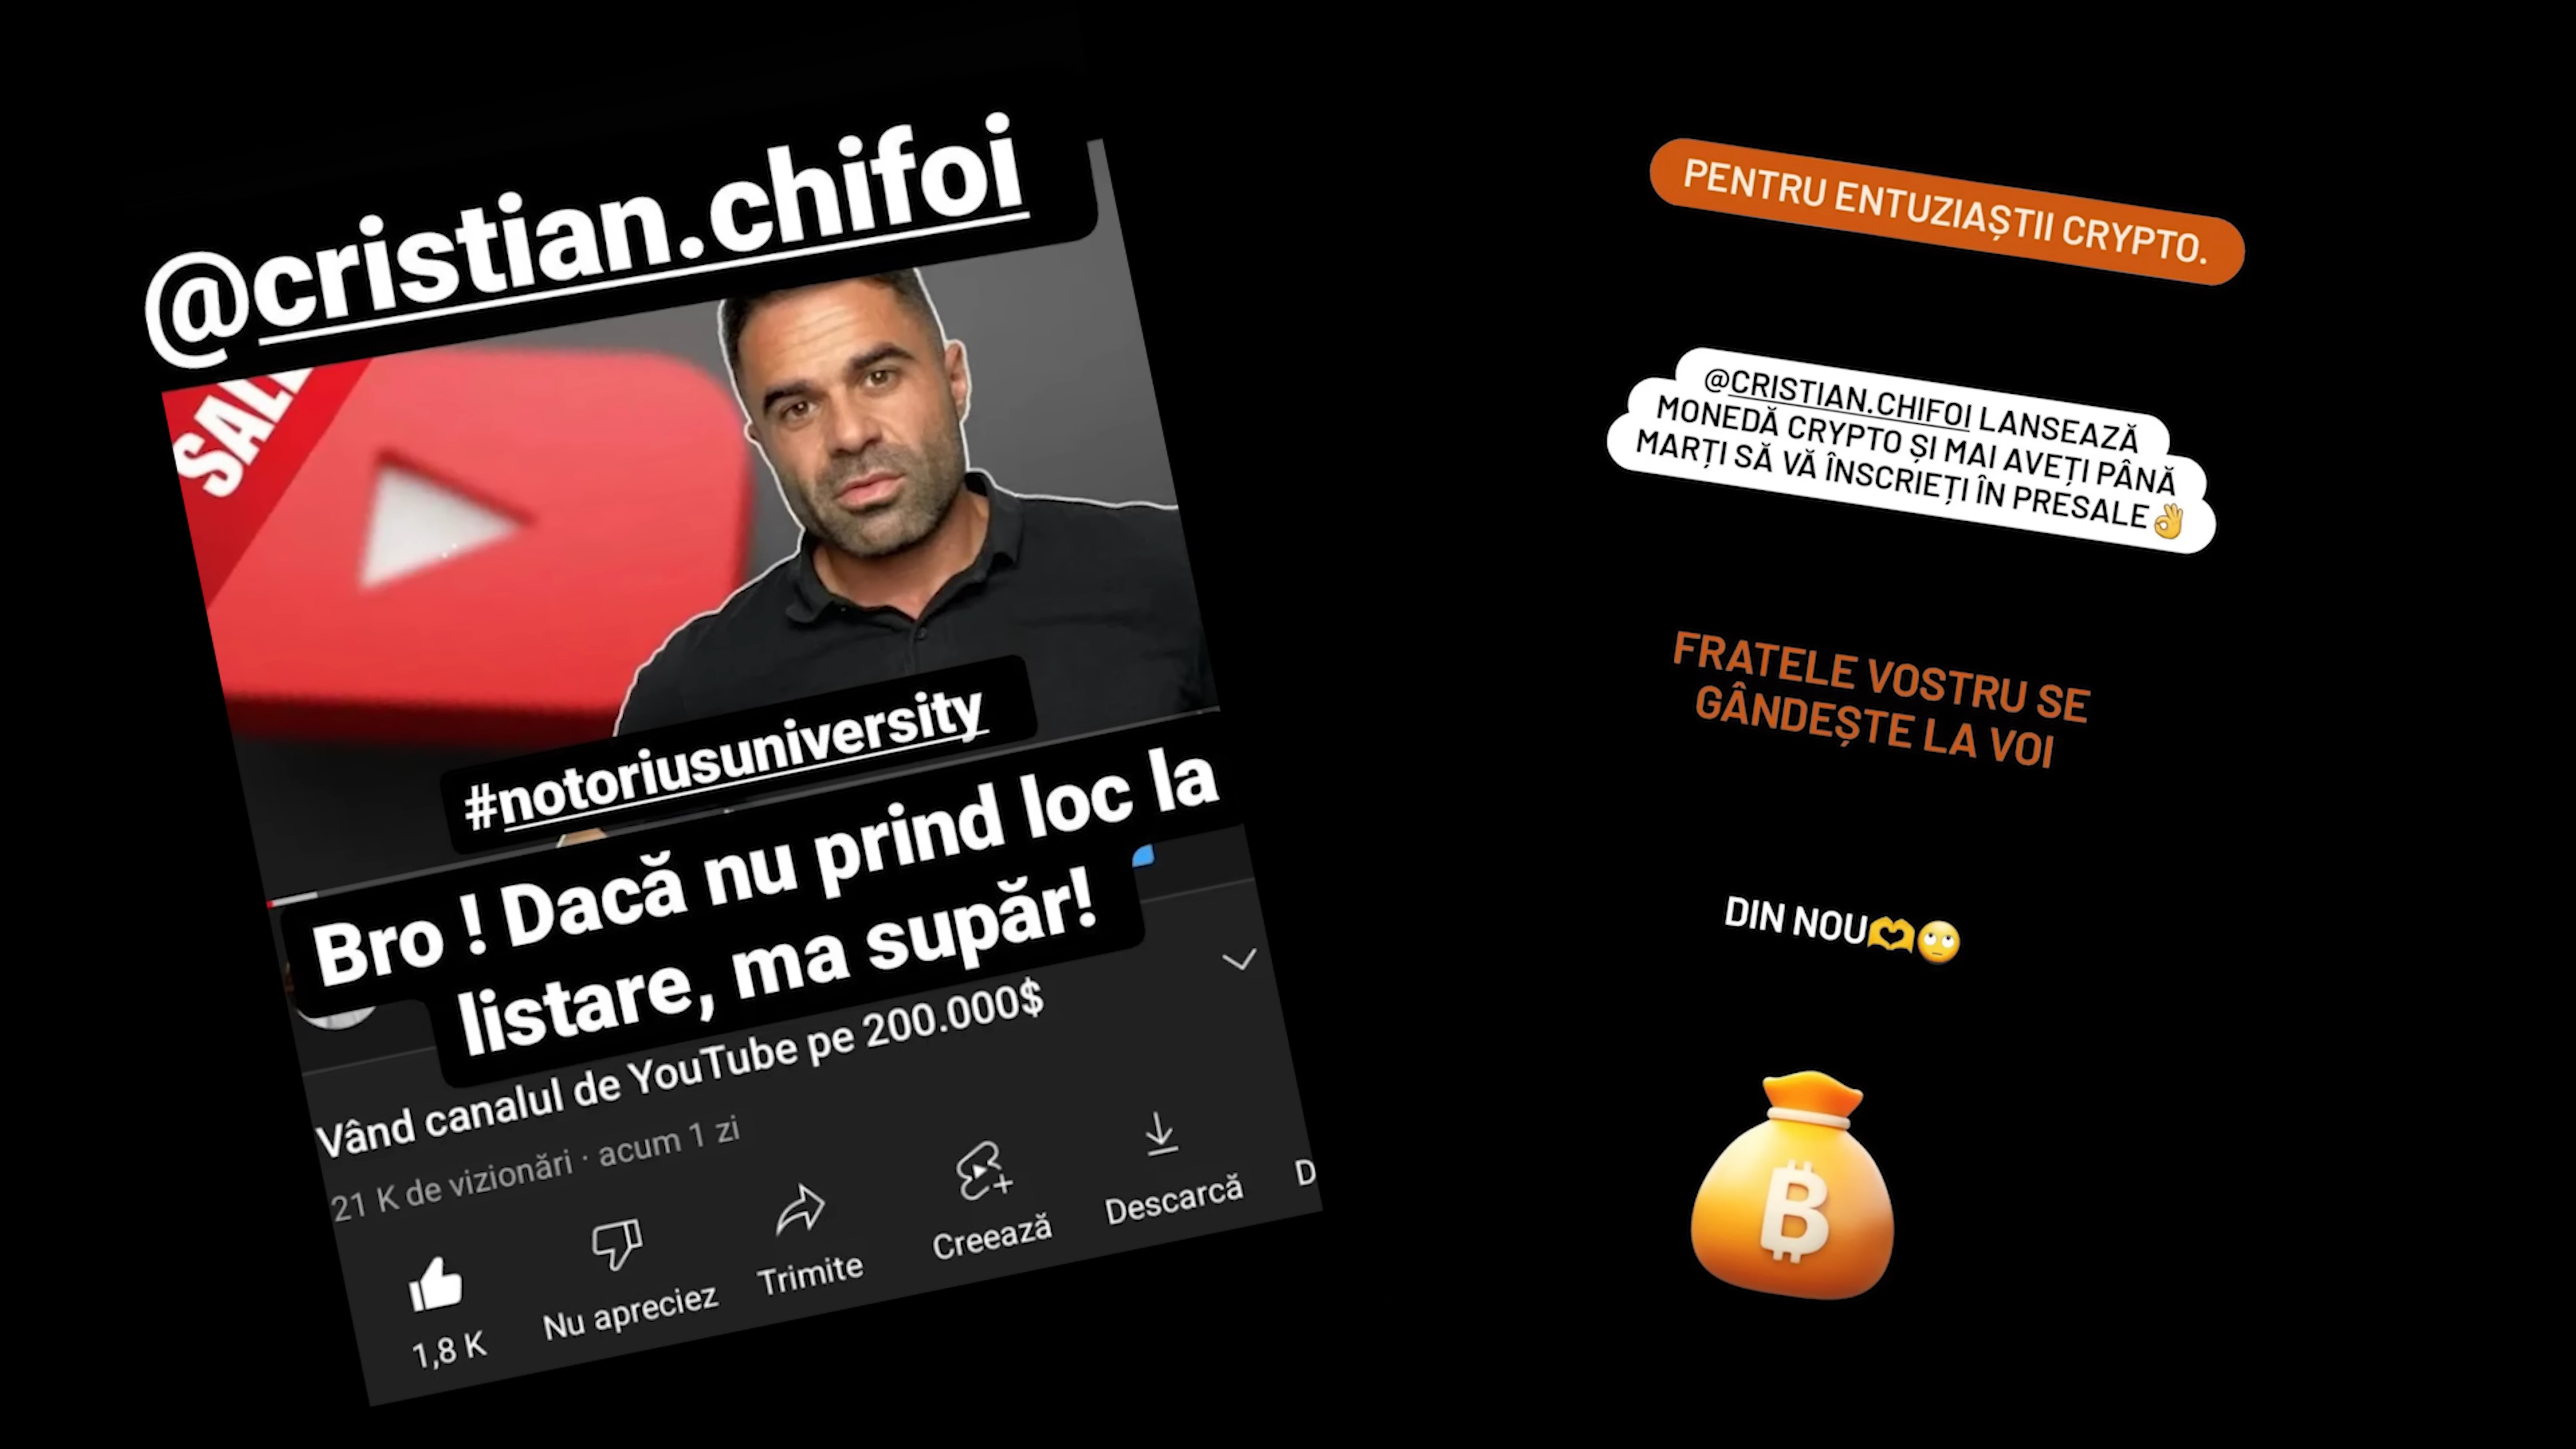 @cristian.chifoi
SAL
#notoriusuniversity
Bro ! Dacă nu prind loc la
listare, ma supăr!
Vând canalul de YouTube pe 200.000$
21 K de vizionări · acum 1 zi
1,8 K
Nu apreciez
Trimite
Creează
Descarcă
D
PENTRU ENTUZIAȘTII CRYPTO.
@CRISTIAN.CHIFOI LANSEAZĂ
MONEDĂ CRYPTO ȘI MAI AVEȚI PÂNĂ
MARȚI SĂ VĂ ÎNSCRIEȚI ÎN PRESALE👌
FRATELE VOSTRU SE
GÂNDEȘTE LA VOI
DIN NOU🫶🙄